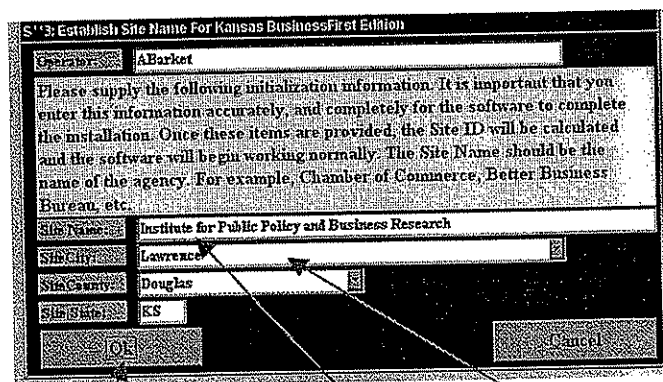 S''3: Establish Site Name For Kansas BusinessFirst Edition
Operator:
ABarket
Please supply the following initialization information. It is important that you
enter this information accurately, and completely for the software to complete
the installation. Once these items are provided, the Site ID will be calculated
and the software will begin working normally. The Site Name should be the
name of the agency. For example, Chamber of Commerce, Better Business
Bureau, etc.
Site Name:
Institute for Public Policy and Business Research
Site City:
Lawrence
Site County:
Douglas
Site State:
KS
Ok
Cancel